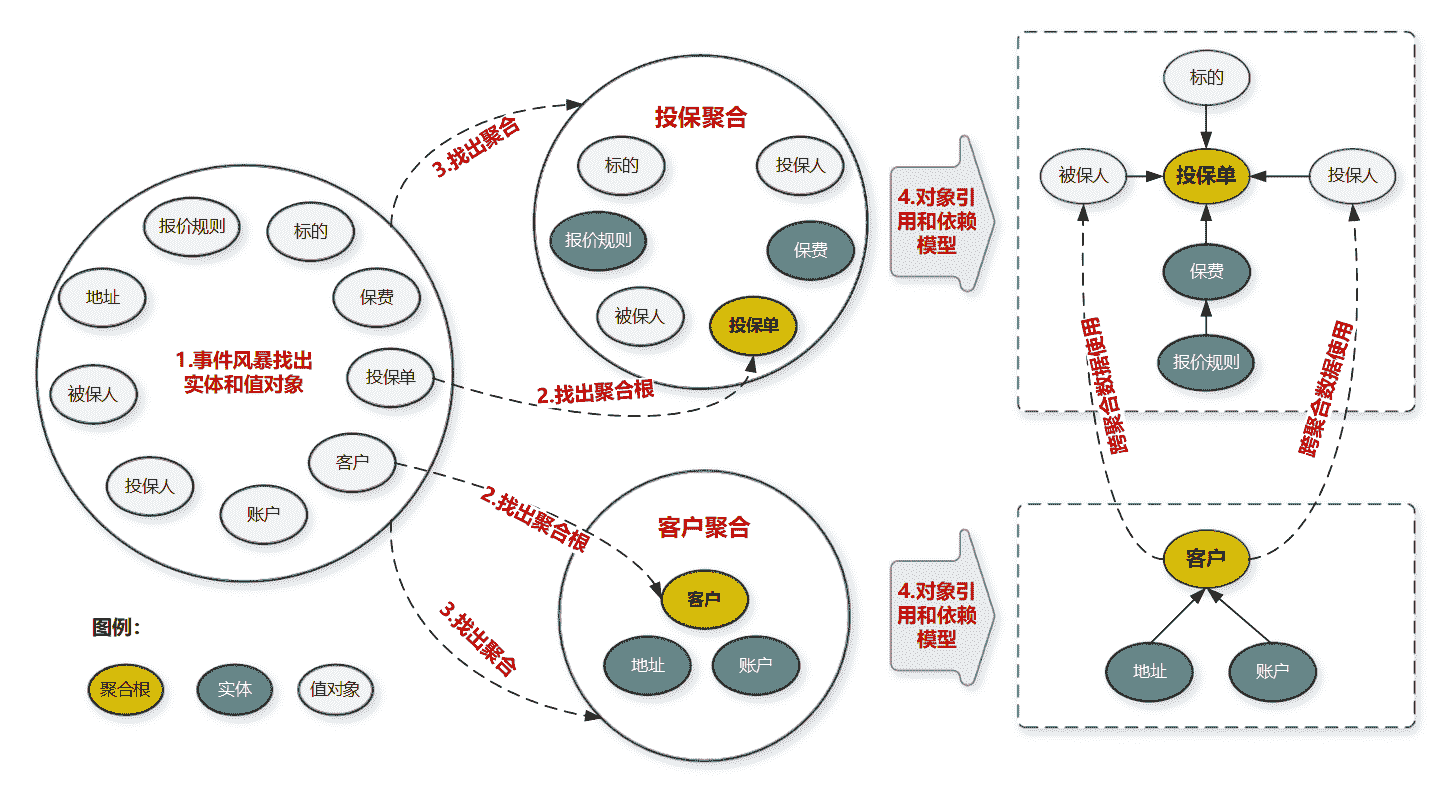 报价规则
标的
地址
保费
1.事件风暴找出
实体和值对象
被保人
投保单
客户
投保人
账户
图例：
聚合根
实体
值对象
3.找出聚合
2.找出聚合根
2.找出聚合根
3.找出聚合
投保聚合
标的
投保人
报价规则
保费
被保人
投保单
客户聚合
客户
地址
账户
4.对象引
用和依赖
模型
4.对象引
用和依赖
模型
标的
被保人
投保单
投保人
保费
报价规则
跨聚合数据使用
跨聚合数据使用
客户
地址
账户